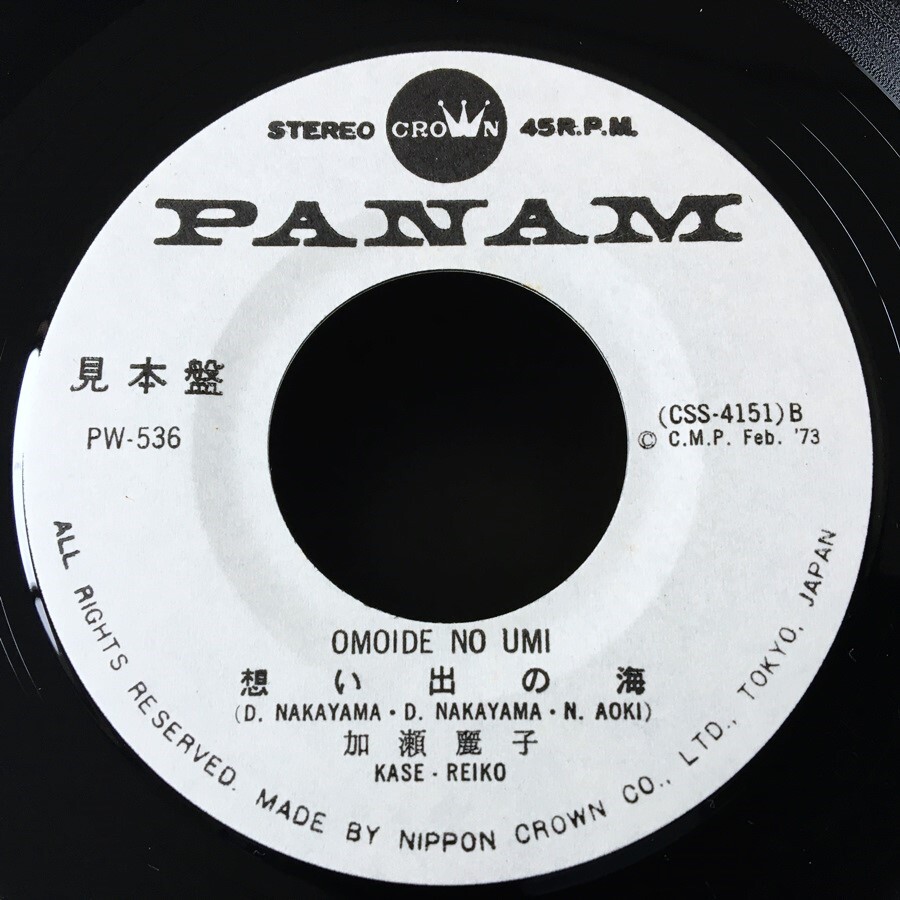 STEREO CROWN 45R.P.M.
PANAM
見本盤
PW-536
(CSS-4151)B
© C.M.P. Feb. '73
OMOIDE NO UMI
想い出の海
(D. NAKAYAMA・D. NAKAYAMA・N. AOKI)
加瀬麗子
KASE・REIKO
ALL RIGHTS RESERVED. MADE BY NIPPON CROWN CO., LTD., TOKYO, JAPAN